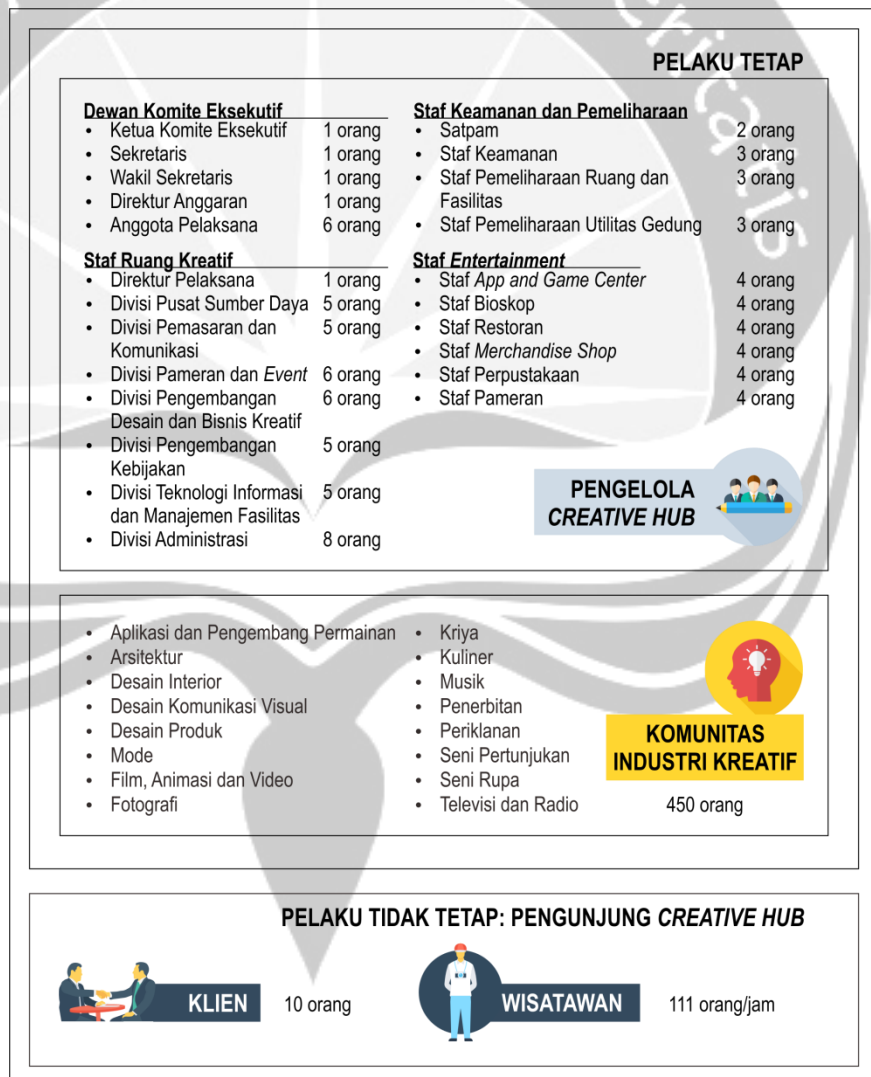 PELAKU TETAP
Dewan Komite Eksekutif
• Ketua Komite Eksekutif 1 orang
• Sekretaris 1 orang
• Wakil Sekretaris 1 orang
• Direktur Anggaran 1 orang
• Anggota Pelaksana 6 orang
Staf Ruang Kreatif
• Direktur Pelaksana 1 orang
• Divisi Pusat Sumber Daya 5 orang
• Divisi Pemasaran dan 5 orang
Komunikasi
• Divisi Pameran dan Event 6 orang
• Divisi Pengembangan 6 orang
Desain dan Bisnis Kreatif
• Divisi Pengembangan 5 orang
Kebijakan
• Divisi Teknologi Informasi 5 orang
dan Manajemen Fasilitas
• Divisi Administrasi 8 orang
Staf Keamanan dan Pemeliharaan
• Satpam 2 orang
• Staf Keamanan 3 orang
• Staf Pemeliharaan Ruang dan 3 orang
Fasilitas
• Staf Pemeliharaan Utilitas Gedung 3 orang
Staf Entertainment
• Staf App and Game Center 4 orang
• Staf Bioskop 4 orang
• Staf Restoran 4 orang
• Staf Merchandise Shop 4 orang
• Staf Perpustakaan 4 orang
• Staf Pameran 4 orang
PENGELOLA
CREATIVE HUB
• Aplikasi dan Pengembang Permainan
• Arsitektur
• Desain Interior
• Desain Komunikasi Visual
• Desain Produk
• Mode
• Film, Animasi dan Video
• Fotografi
• Kriya
• Kuliner
• Musik
• Penerbitan
• Periklanan
• Seni Pertunjukan
• Seni Rupa
• Televisi dan Radio
KOMUNITAS
INDUSTRI KREATIF
450 orang
PELAKU TIDAK TETAP: PENGUNJUNG CREATIVE HUB
KLIEN 10 orang
WISATAWAN 111 orang/jam